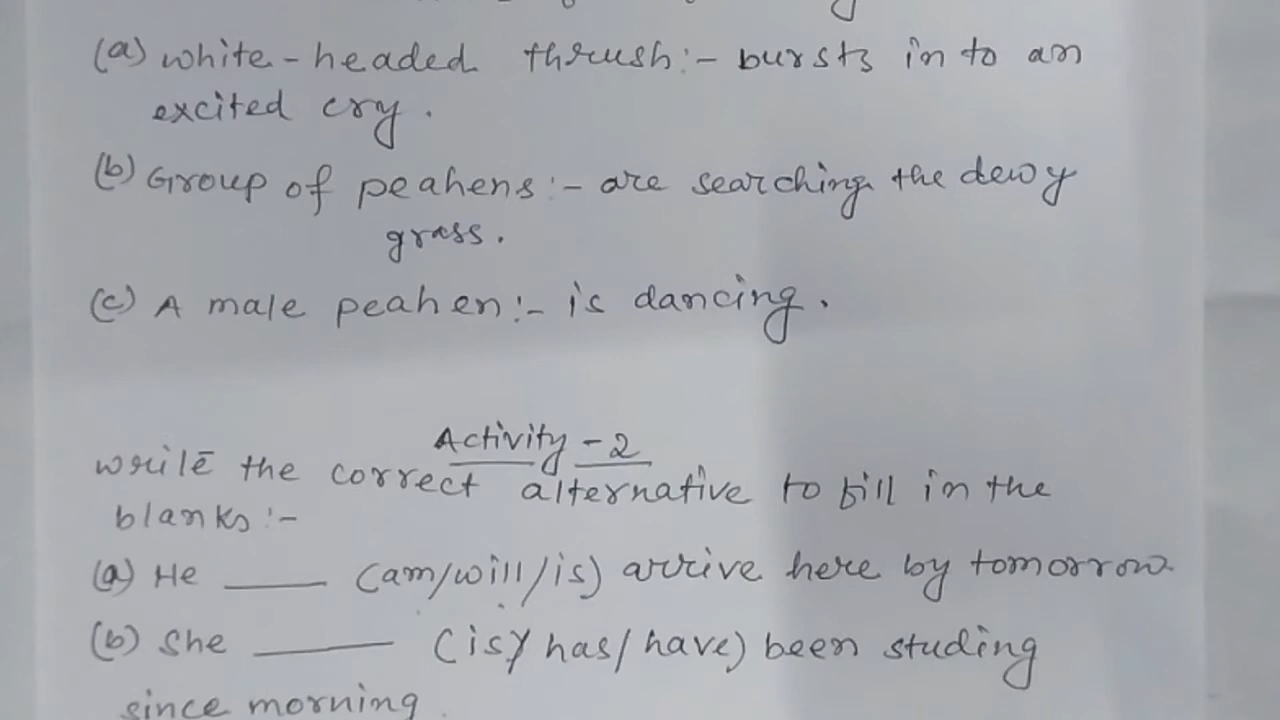 (a) white-headed thrush:- bursts in to an
excited cry.
(b) Group of peahens:- are searching the dewy
grass.
(c) A male peahen:- is dancing.
Activity-2
write the correct alternative to fill in the
blanks:-
(a) He ____ (am/will/is) arrive here by tomorrow.
(b) She ____ (is/has/have) been studing
since morning.